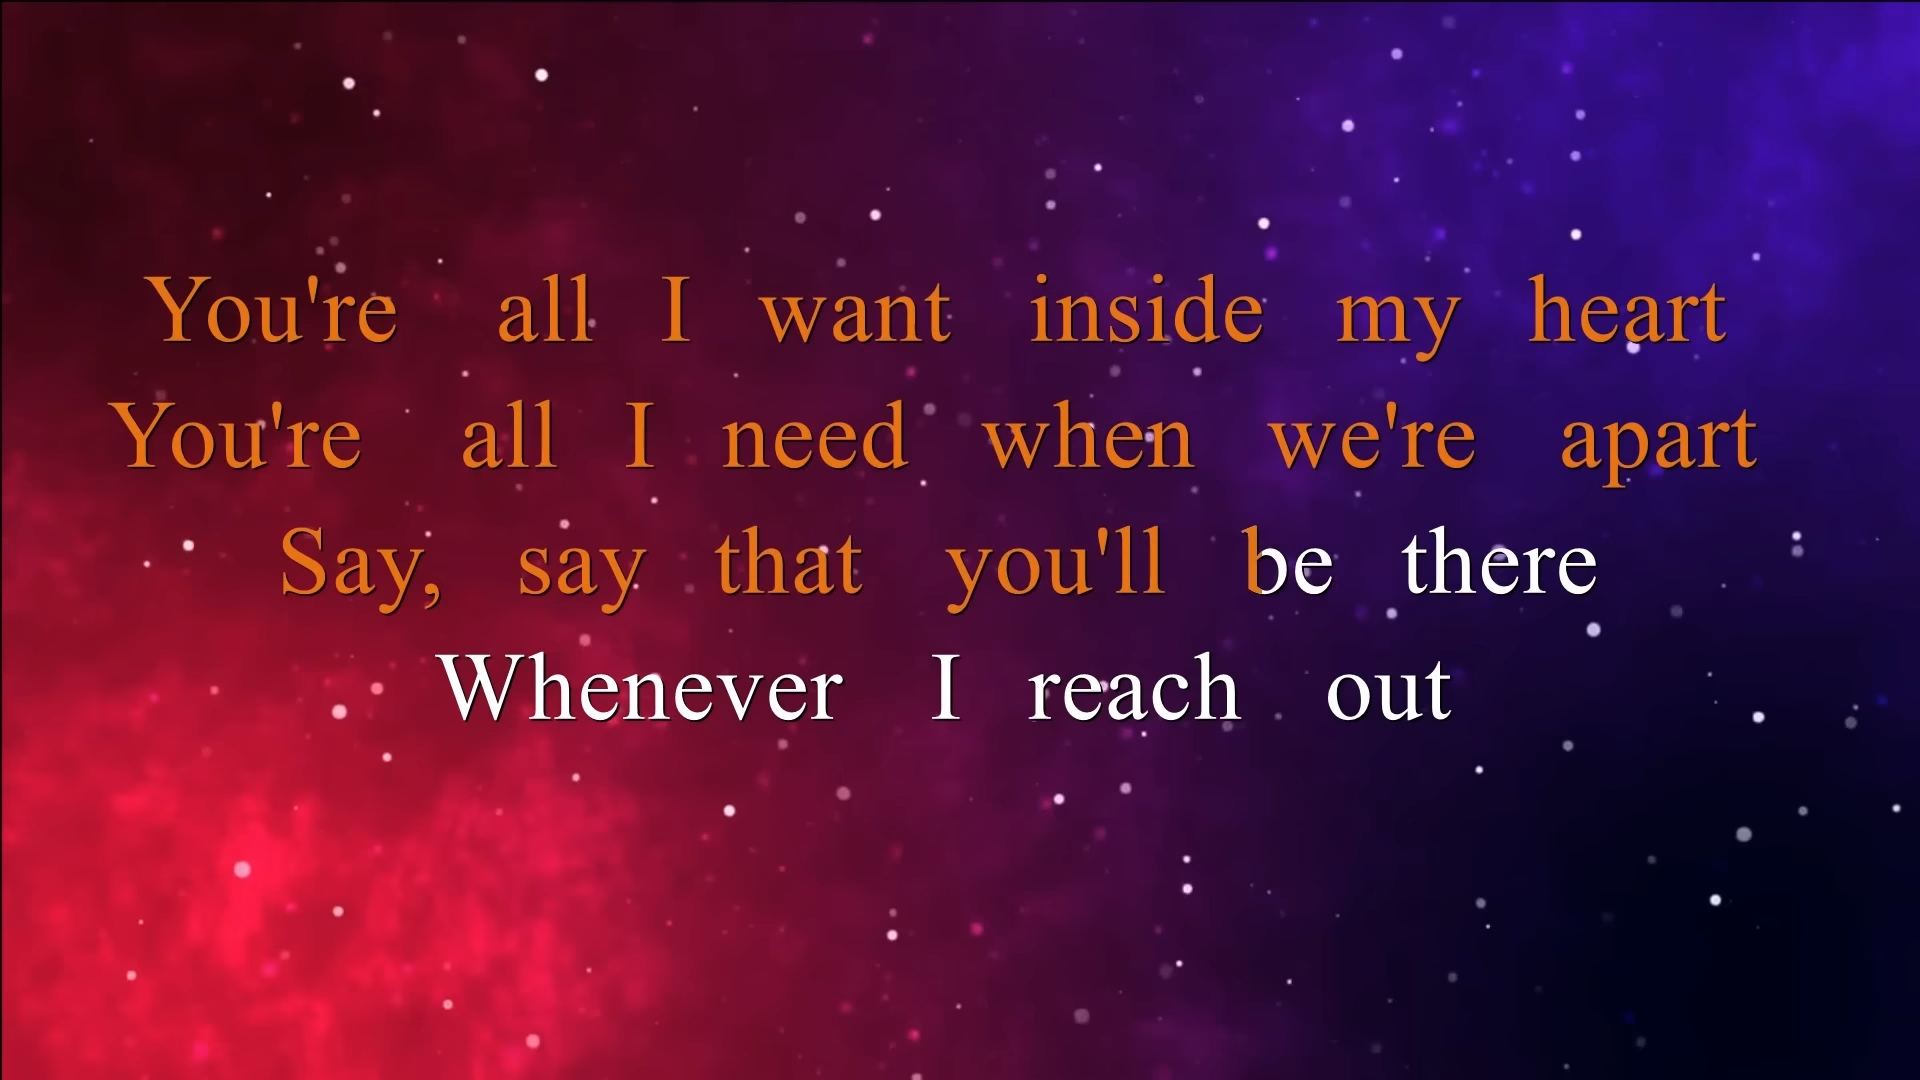 You're all I want inside my heart
You're all I need when we're apart
Say, say that you'll be there
Whenever I reach out